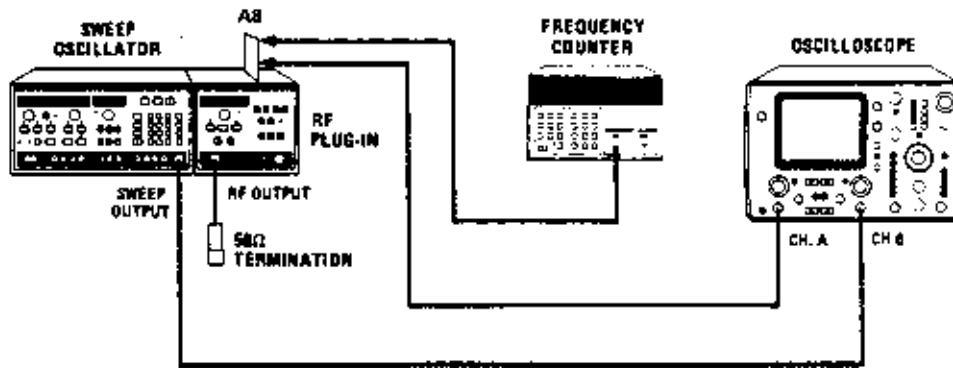 A8
SWEEP
OSCILLATOR
FREQUENCY
COUNTER
OSCILLOSCOPE
RF
PLUG-IN
SWEEP
OUTPUT
RF OUTPUT
50Ω
TERMINATION
CH. A
CH B